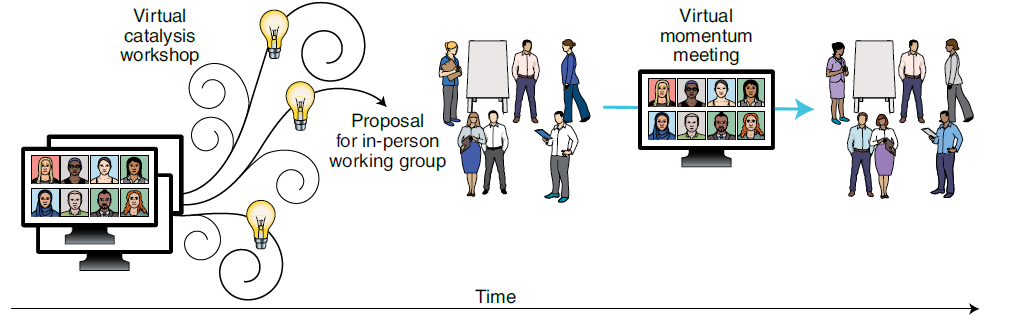 Virtual
catalysis
workshop
Proposal
for in-person
working group
Virtual
momentum
meeting
Time